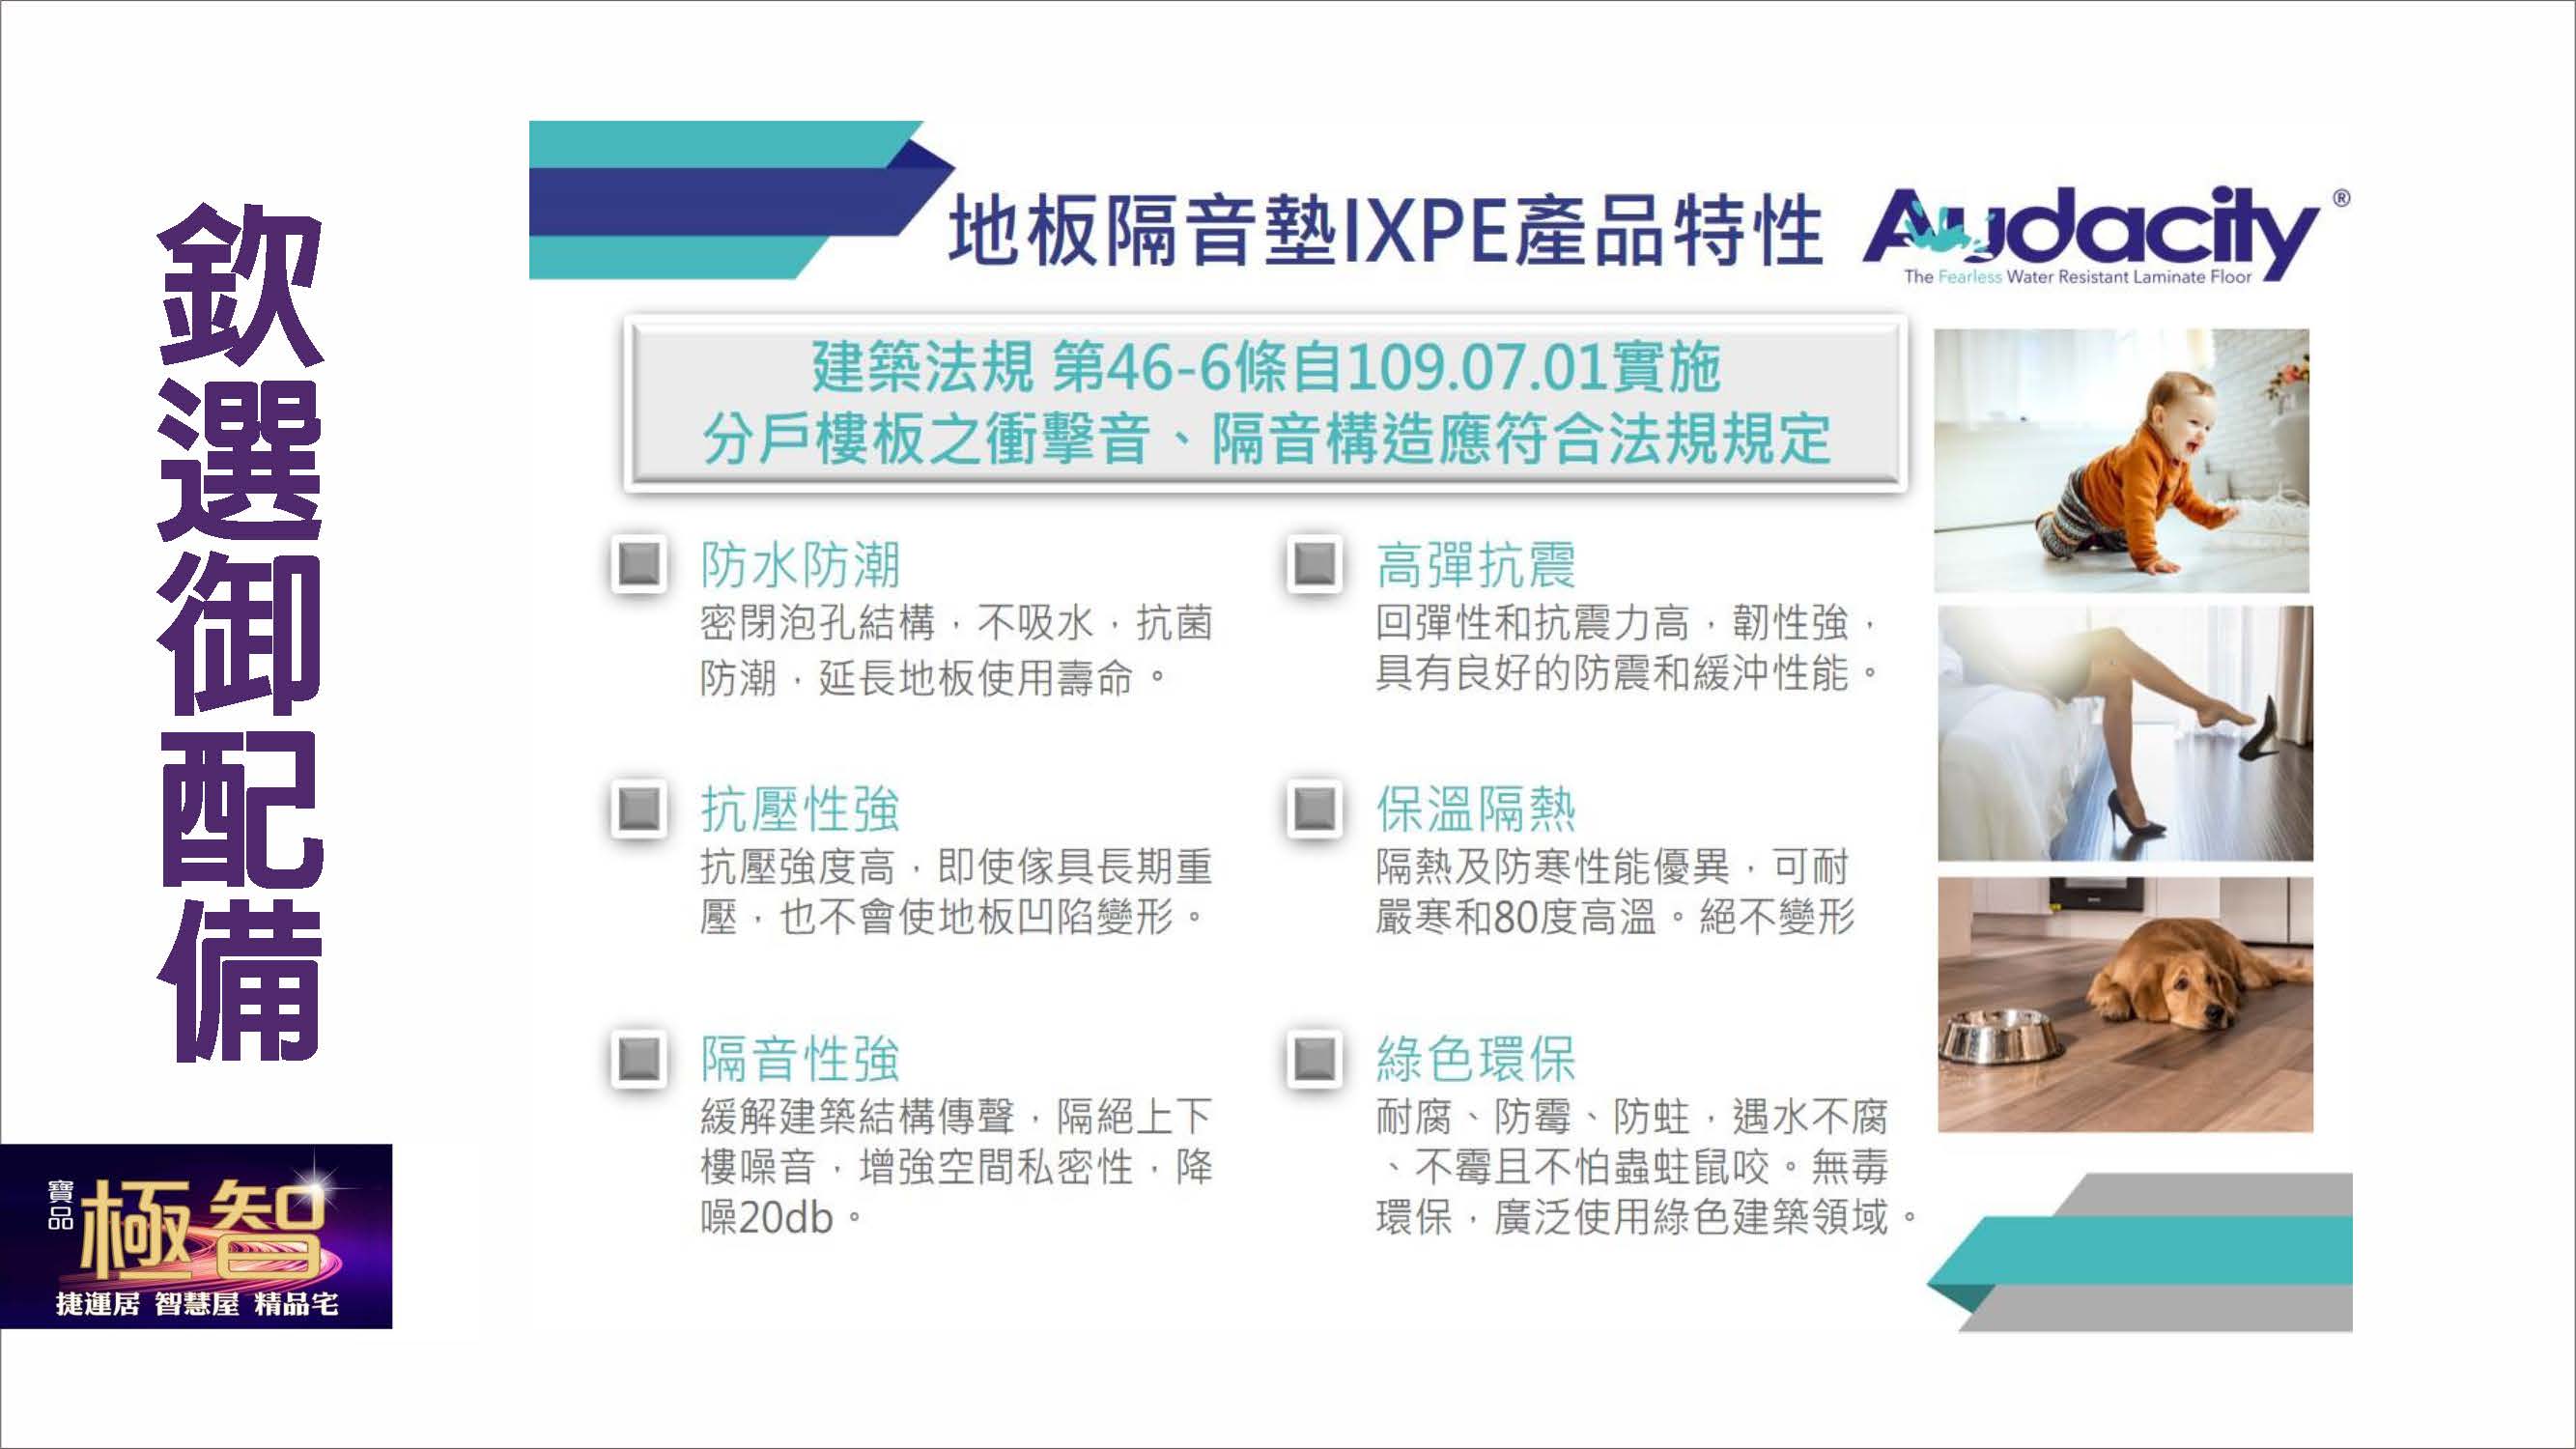 欽選御配備
地板隔音墊IXPE產品特性
Audacity®
The Fearless Water Resistant Laminate Floor
建築法規 第46-6條自109.07.01實施
分戶樓板之衝擊音、隔音構造應符合法規規定
防水防潮
密閉泡孔結構，不吸水，抗菌
防潮，延長地板使用壽命。
高彈抗震
回彈性和抗震力高，韌性強，
具有良好的防震和緩沖性能。
抗壓性強
抗壓強度高，即使傢具長期重
壓，也不會使地板凹陷變形。
保溫隔熱
隔熱及防寒性能優異，可耐
嚴寒和80度高溫。絕不變形
隔音性強
緩解建築結構傳聲，隔絕上下
樓噪音，增強空間私密性，降
噪20db。
綠色環保
耐腐、防霉、防蛀，遇水不腐
、不霉且不怕蟲蛀鼠咬。無毒
環保，廣泛使用綠色建築領域。
寶品
極智
捷運居 智慧屋 精品宅